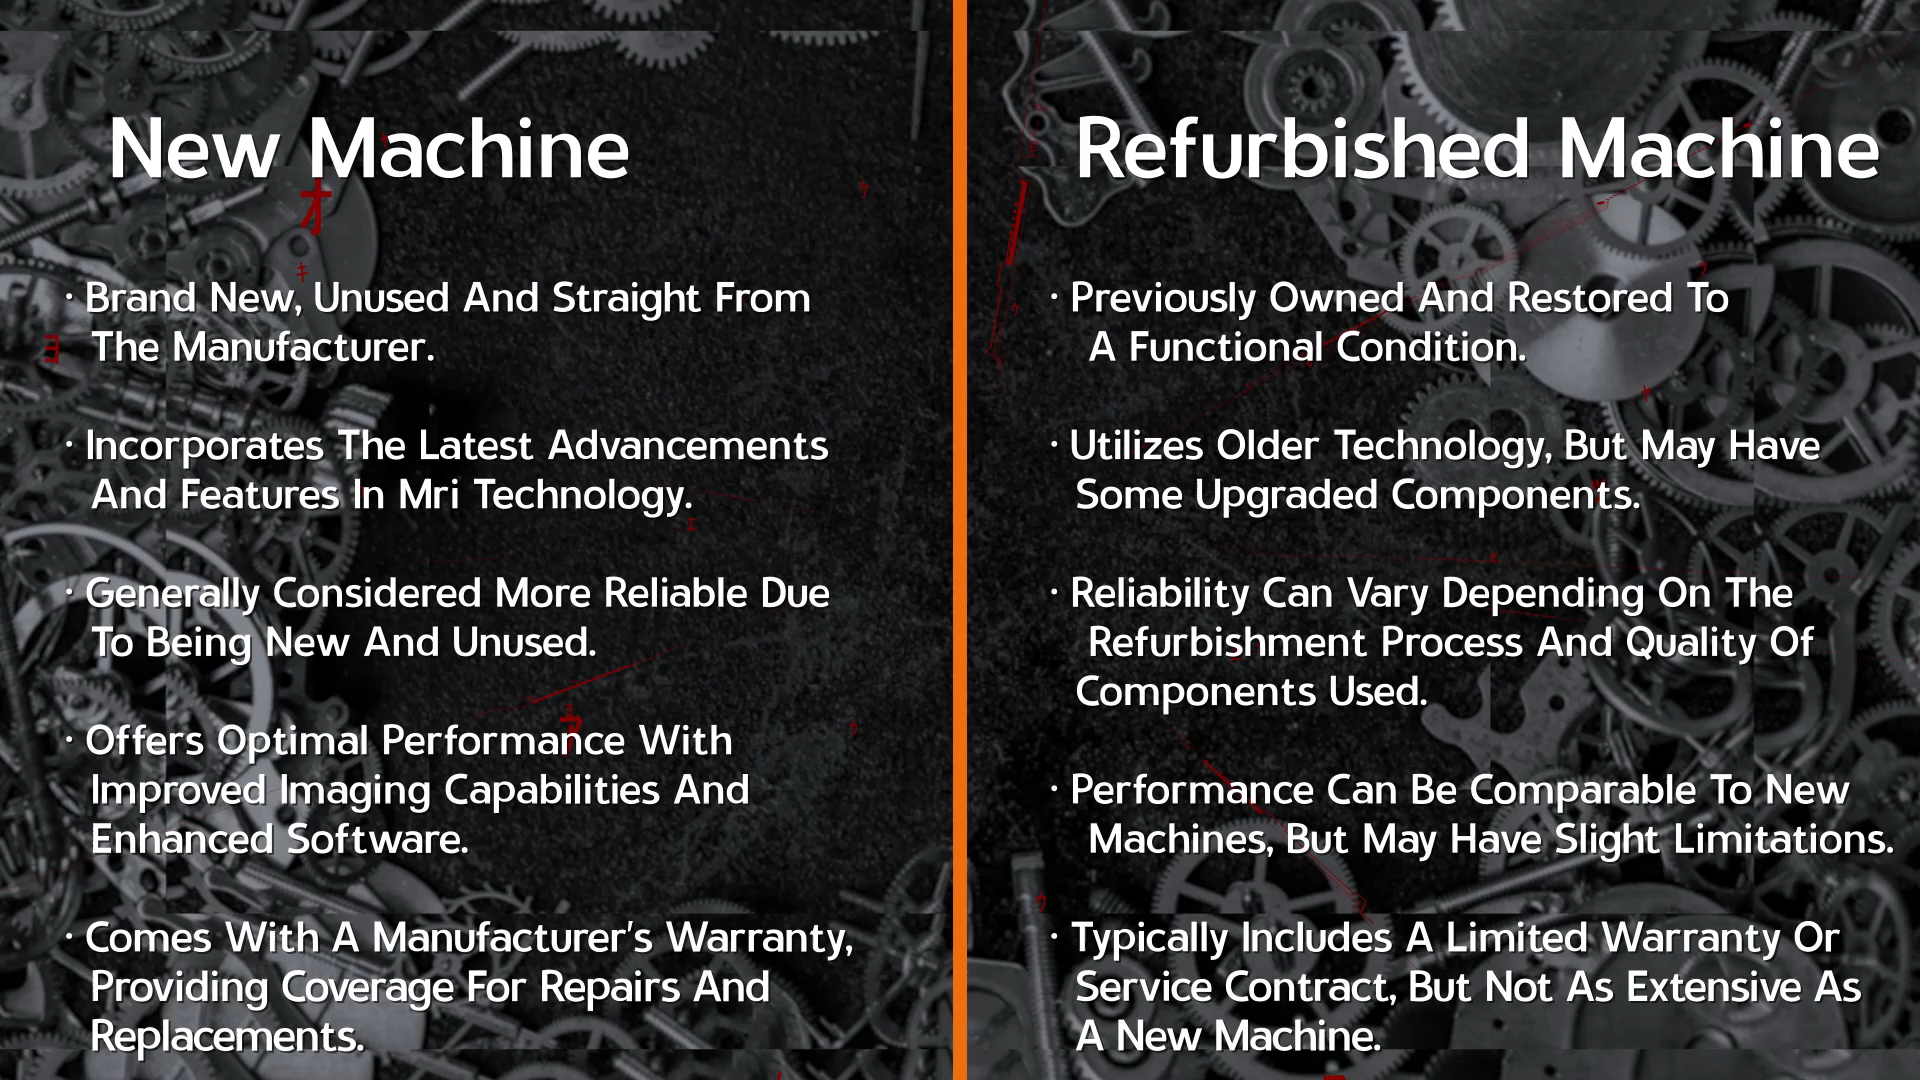 New Machine
· Brand New, Unused And Straight From
The Manufacturer.
· Incorporates The Latest Advancements
And Features In Mri Technology.
· Generally Considered More Reliable Due
To Being New And Unused.
· Offers Optimal Performance With
Improved Imaging Capabilities And
Enhanced Software.
· Comes With A Manufacturer's Warranty,
Providing Coverage For Repairs And
Replacements.
Refurbished Machine
· Previously Owned And Restored To
A Functional Condition.
· Utilizes Older Technology, But May Have
Some Upgraded Components.
· Reliability Can Vary Depending On The
Refurbishment Process And Quality Of
Components Used.
· Performance Can Be Comparable To New
Machines, But May Have Slight Limitations.
· Typically Includes A Limited Warranty Or
Service Contract, But Not As Extensive As
A New Machine.